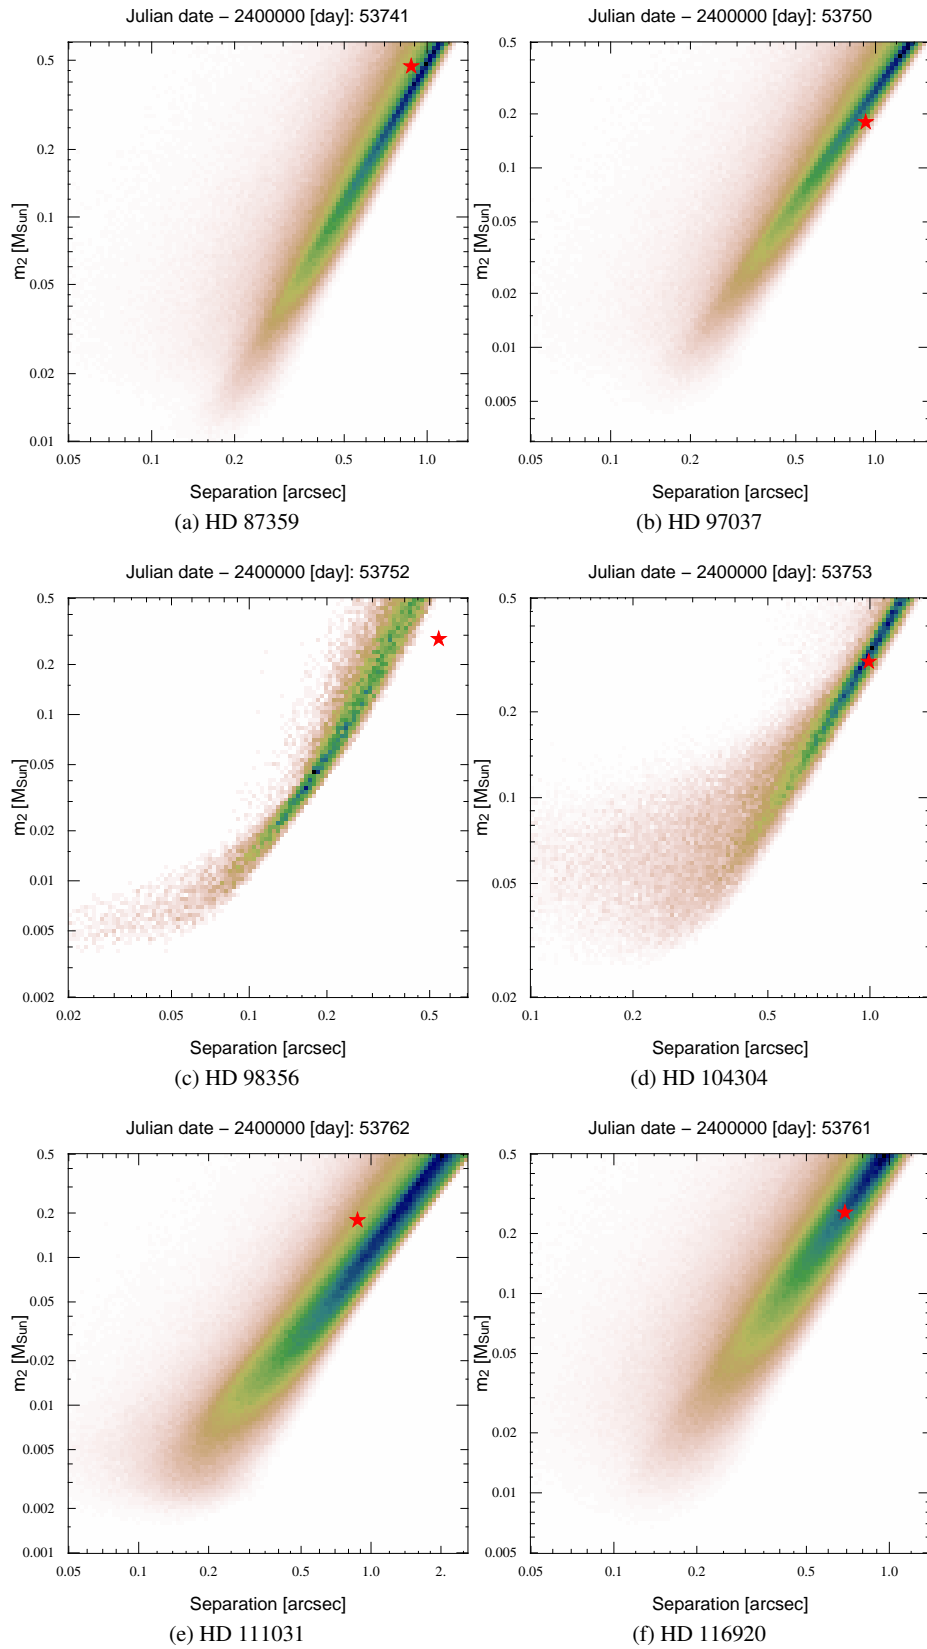 Julian date − 2400000 [day]: 53741
0.5
0.2
0.1
0.05
0.02
0.01
m2 [MSun]
0.05 0.1 0.2 0.5 1.0
Separation [arcsec]
(a) HD 87359
Julian date − 2400000 [day]: 53750
0.5
0.2
0.1
0.05
0.02
0.01
0.005
m2 [MSun]
0.05 0.1 0.2 0.5 1.0
Separation [arcsec]
(b) HD 97037
Julian date − 2400000 [day]: 53752
0.5
0.2
0.1
0.05
0.02
0.01
0.005
0.002
m2 [MSun]
0.02 0.05 0.1 0.2 0.5
Separation [arcsec]
(c) HD 98356
Julian date − 2400000 [day]: 53753
0.5
0.2
0.1
0.05
0.02
m2 [MSun]
0.1 0.2 0.5 1.0
Separation [arcsec]
(d) HD 104304
Julian date − 2400000 [day]: 53762
0.5
0.2
0.1
0.05
0.02
0.01
0.005
0.002
0.001
m2 [MSun]
0.05 0.1 0.2 0.5 1.0 2.
Separation [arcsec]
(e) HD 111031
Julian date − 2400000 [day]: 53761
0.5
0.2
0.1
0.05
0.02
0.01
0.005
m2 [MSun]
0.05 0.1 0.2 0.5 1.0
Separation [arcsec]
(f) HD 116920